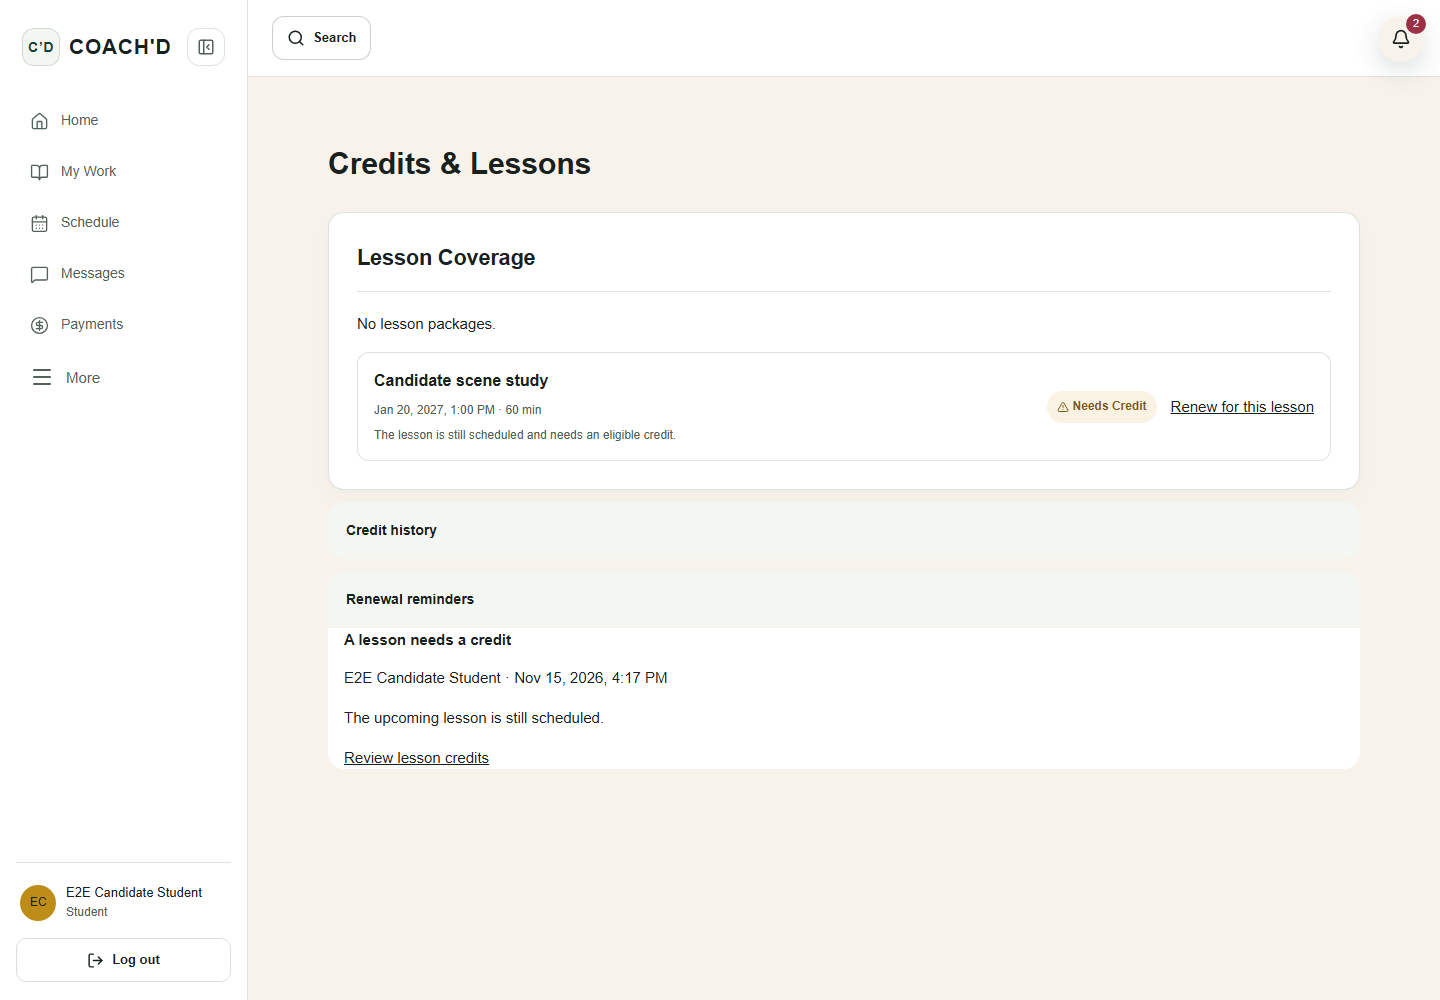 C'D COACH'D
Search
2
Home
My Work
Schedule
Messages
Payments
More
Credits & Lessons
Lesson Coverage
No lesson packages.
Candidate scene study
Jan 20, 2027, 1:00 PM · 60 min
The lesson is still scheduled and needs an eligible credit.
Needs Credit
Renew for this lesson
Credit history
Renewal reminders
A lesson needs a credit
E2E Candidate Student · Nov 15, 2026, 4:17 PM
The upcoming lesson is still scheduled.
Review lesson credits
EC
E2E Candidate Student
Student
Log out